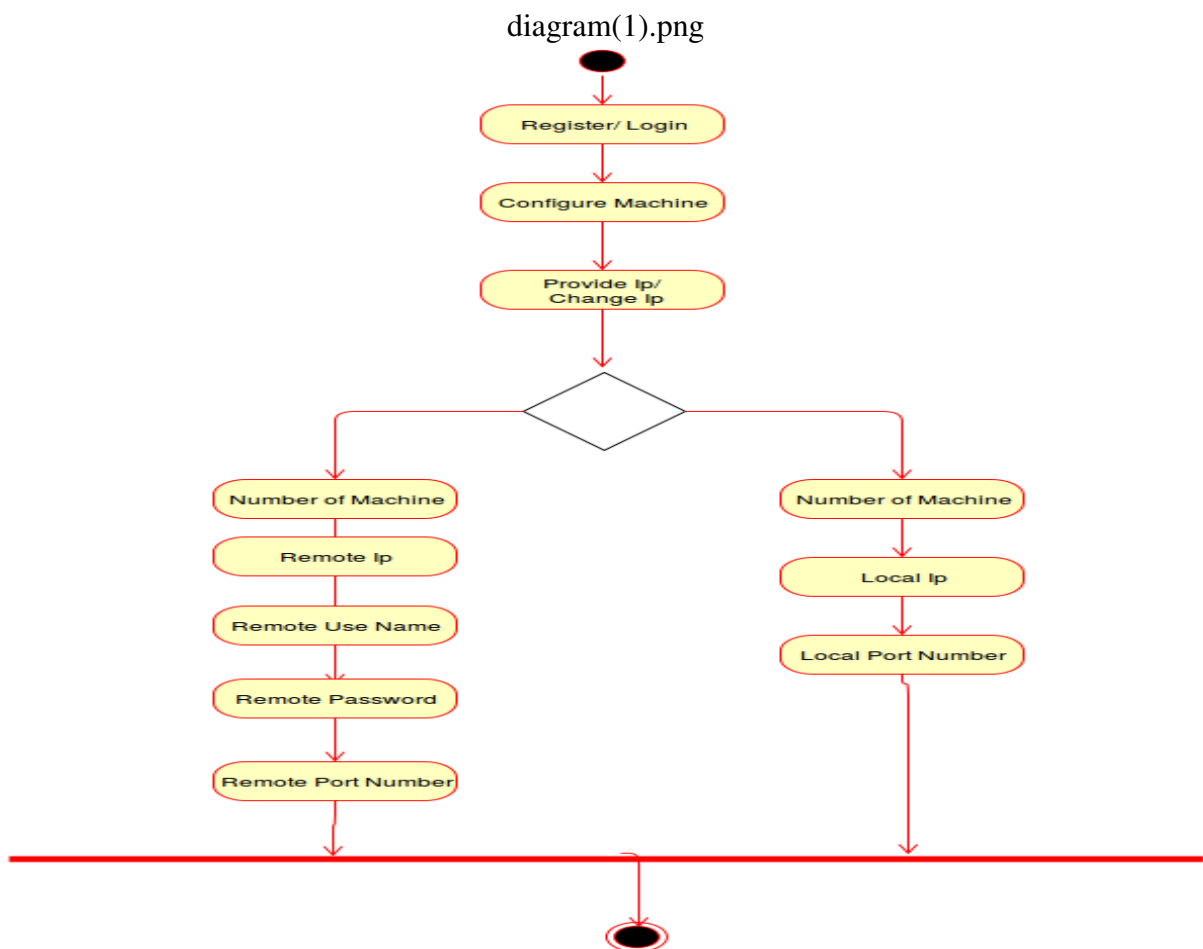 diagram(1).png
Register/ Login
Configure Machine
Provide Ip/
Change Ip
Number of Machine
Remote Ip
Remote Use Name
Remote Password
Remote Port Number
Number of Machine
Local Ip
Local Port Number